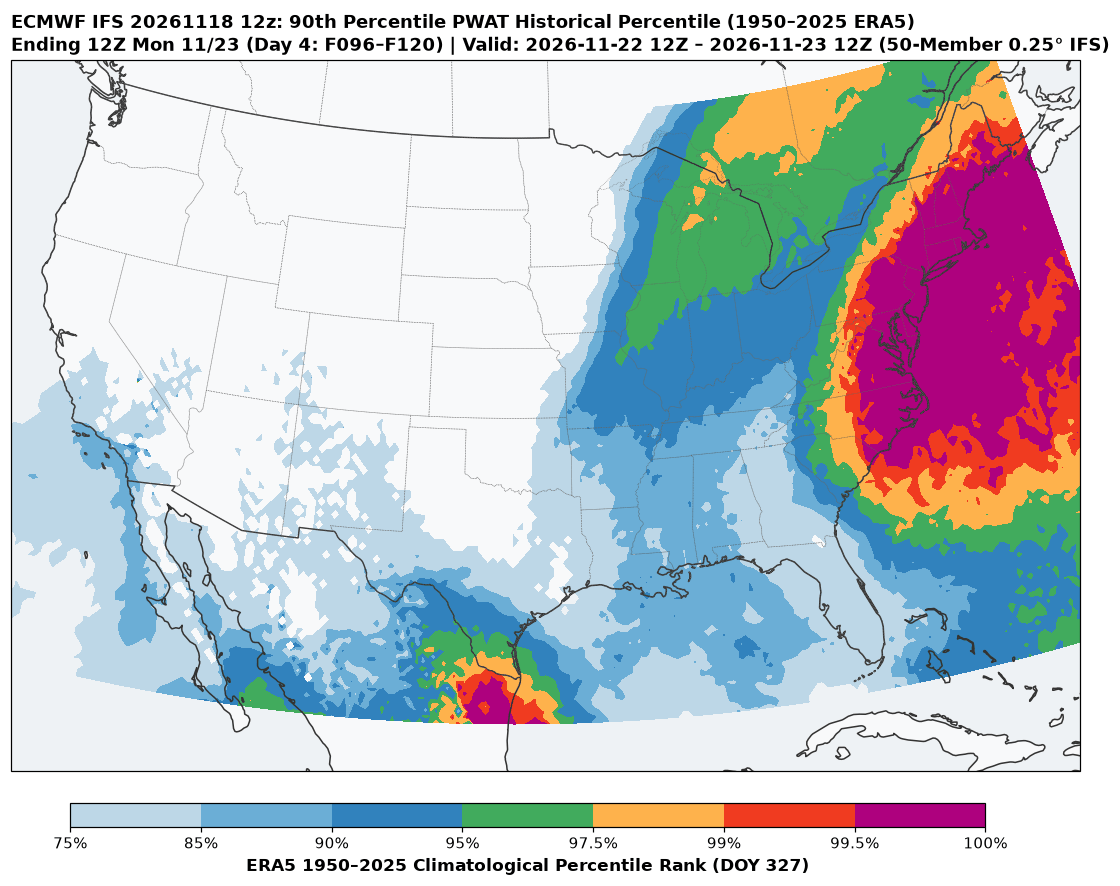 ECMWF IFS 20261118 12z: 90th Percentile PWAT Historical Percentile (1950–2025 ERA5)
Ending 12Z Mon 11/23 (Day 4: F096–F120) | Valid: 2026-11-22 12Z – 2026-11-23 12Z (50-Member 0.25° IFS)
75% 85% 90% 95% 97.5% 99% 99.5% 100%
ERA5 1950–2025 Climatological Percentile Rank (DOY 327)